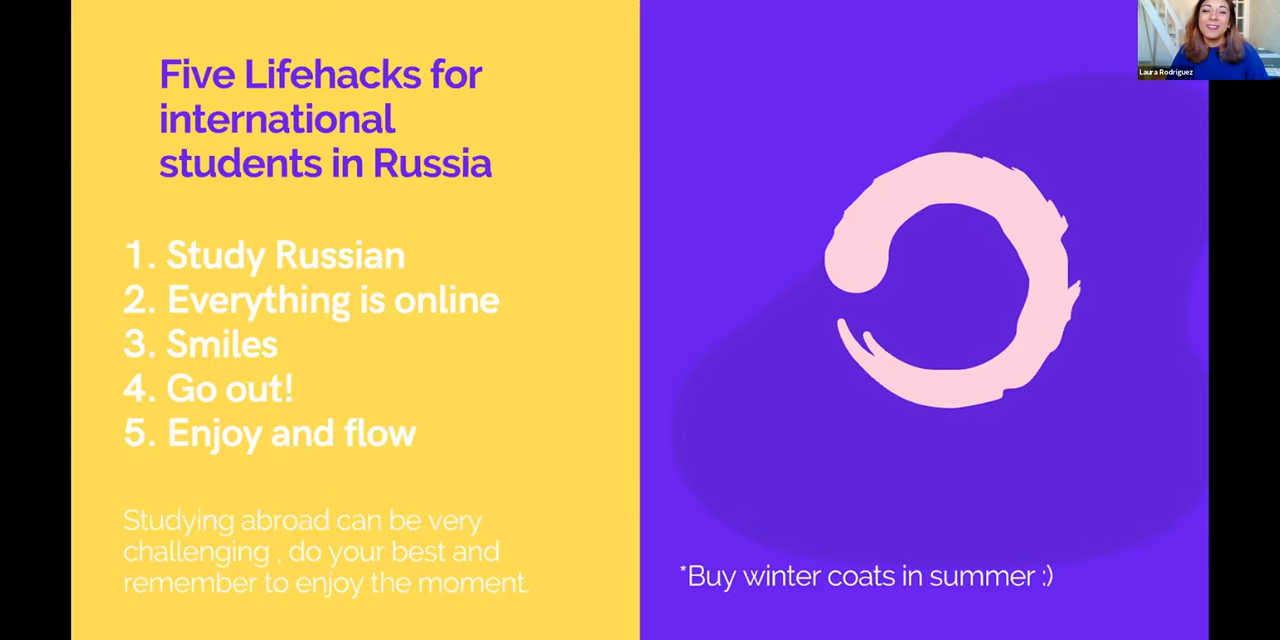 Five Lifehacks for
international
students in Russia
1. Study Russian
2. Everything is online
3. Smiles
4. Go out!
5. Enjoy and flow
Studying abroad can be very
challenging , do your best and
remember to enjoy the moment.
*Buy winter coats in summer :)
Laura Rodriguez